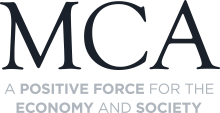 MCA
A POSITIVE FORCE FOR THE
ECONOMY AND SOCIETY